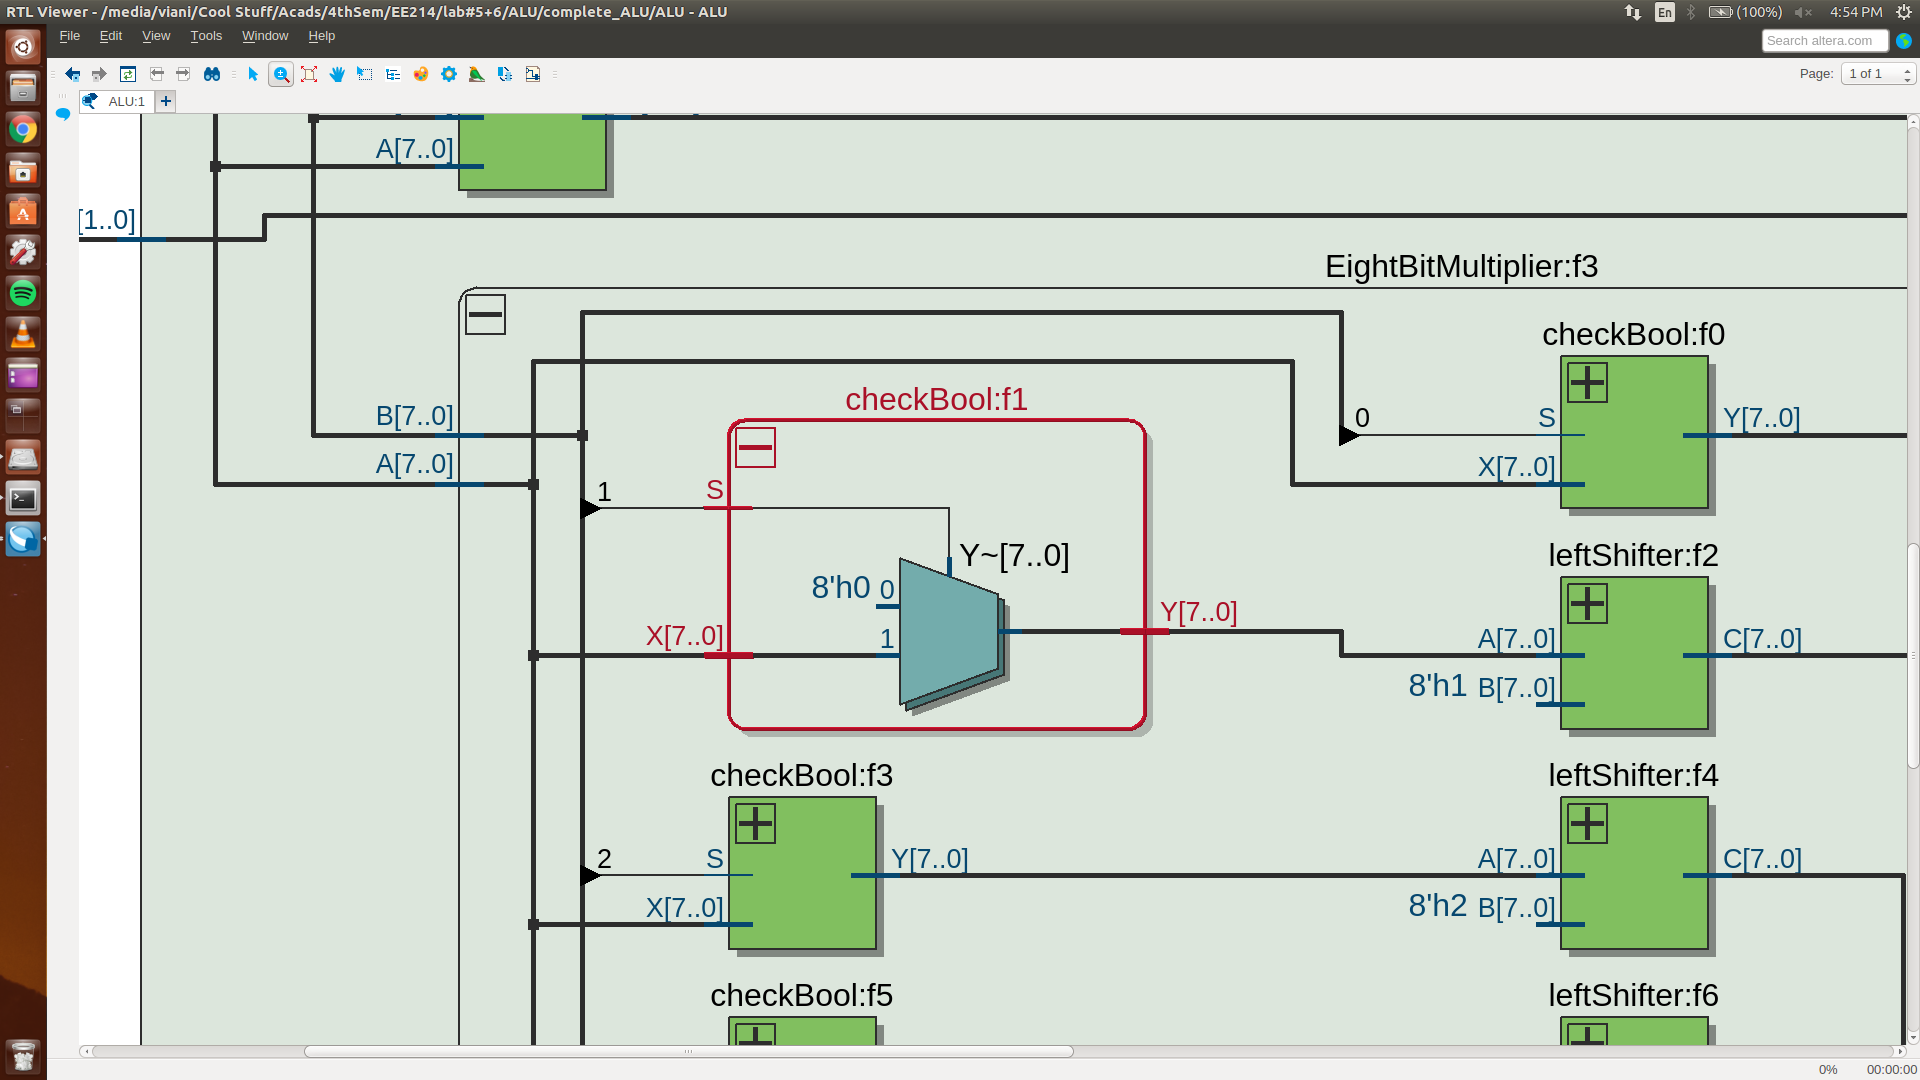 RTL Viewer - /media/viani/Cool Stuff/Acads/4thSem/EE214/lab#5+6/ALU/complete_ALU/ALU - ALU
En (100%) 4:54 PM
File Edit View Tools Window Help
Search altera.com
Page: 1 of 1
ALU:1
A[7..0]
[1..0]
EightBitMultiplier:f3
checkBool:f0
checkBool:f1
B[7..0]
0 S Y[7..0]
A[7..0]
X[7..0]
1 S
Y~[7..0]
leftShifter:f2
8'h0 0
Y[7..0]
X[7..0] 1
A[7..0] C[7..0]
8'h1 B[7..0]
checkBool:f3
leftShifter:f4
2 S Y[7..0]
A[7..0] C[7..0]
X[7..0]
8'h2 B[7..0]
checkBool:f5
leftShifter:f6
0% 00:00:00